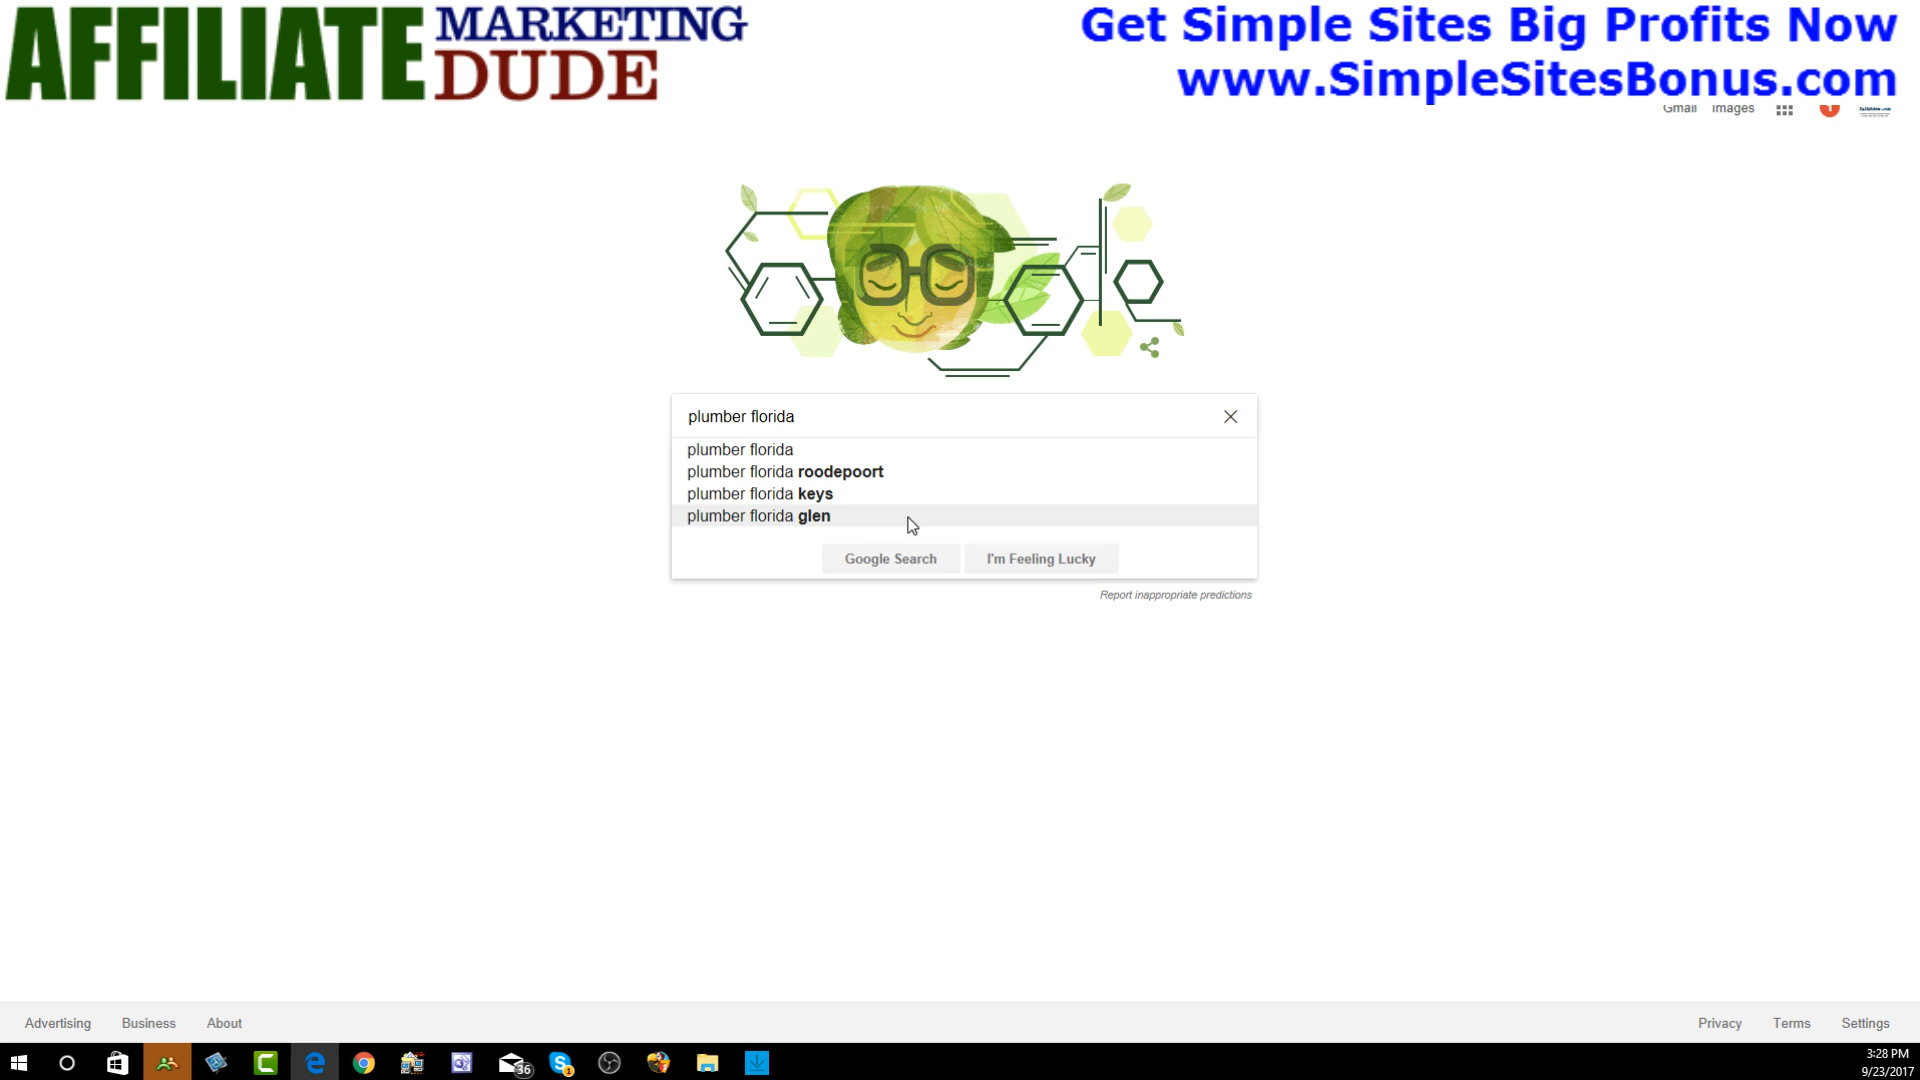 AFFILIATE MARKETING DUDE
Get Simple Sites Big Profits Now
www.SimpleSitesBonus.com
Gmail Images
plumber florida
plumber florida
plumber florida roodepoort
plumber florida keys
plumber florida glen
Google Search I'm Feeling Lucky
Report inappropriate predictions
Advertising Business About
Privacy Terms Settings
36
1
3:28 PM
9/23/2017